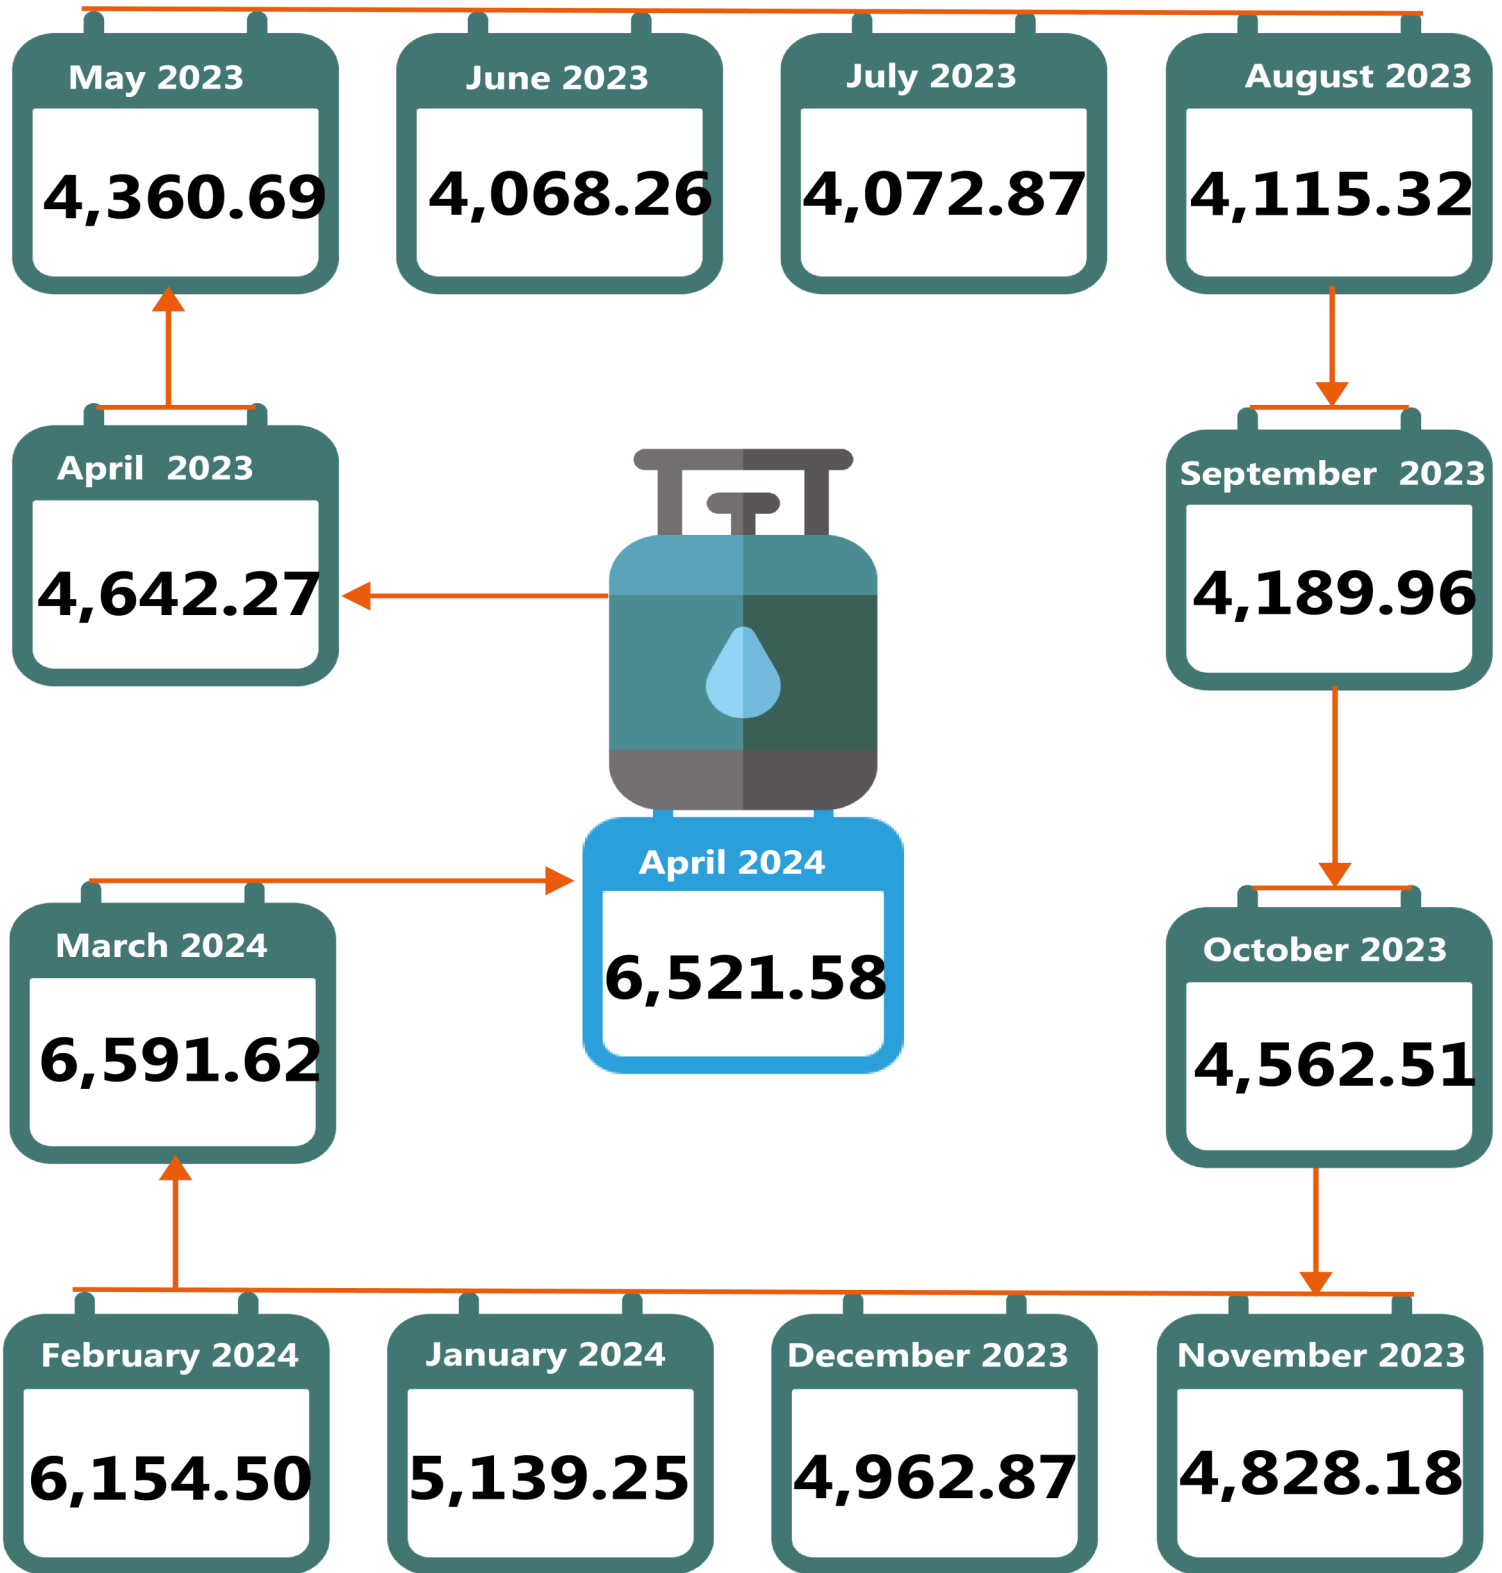 May 2023
4,360.69
June 2023
4,068.26
July 2023
4,072.87
August 2023
4,115.32
April  2023
4,642.27
September  2023
4,189.96
April 2024
6,521.58
March 2024
6,591.62
October 2023
4,562.51
February 2024
6,154.50
January 2024
5,139.25
December 2023
4,962.87
November 2023
4,828.18